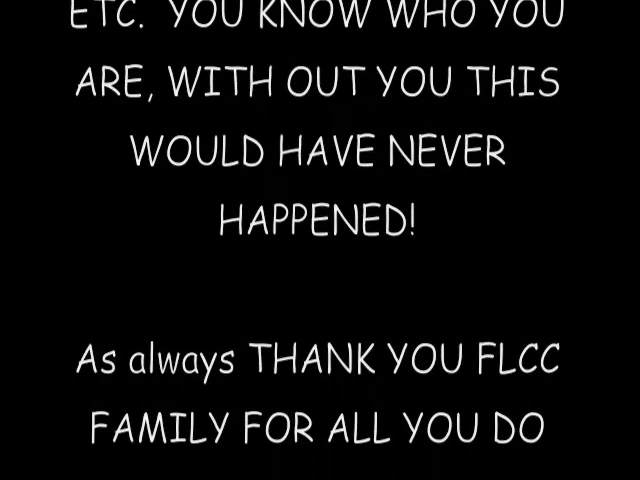 ETC.  YOU KNOW WHO YOU
ARE, WITH OUT YOU THIS
WOULD HAVE NEVER
HAPPENED!
As always THANK YOU FLCC
FAMILY FOR ALL YOU DO